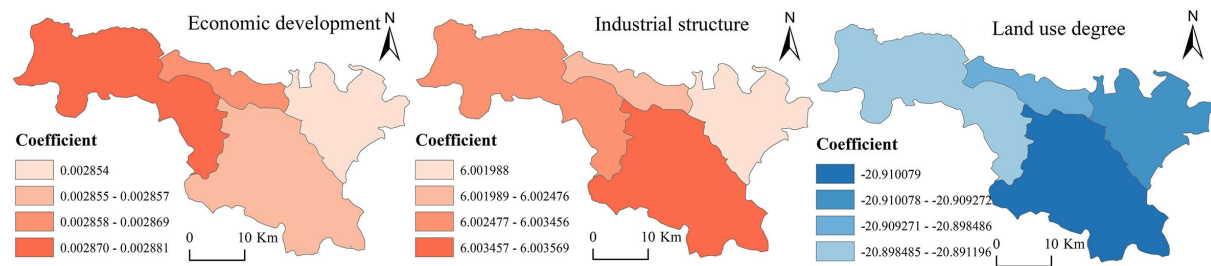 Economic development
N
Coefficient
0.002854
0.002855 - 0.002857
0.002858 - 0.002869
0.002870 - 0.002881
0 10 Km
Industrial structure
N
Coefficient
6.001988
6.001989 - 6.002476
6.002477 - 6.003456
6.003457 - 6.003569
0 10 Km
Land use degree
N
Coefficient
-20.910079
-20.910078 - -20.909272
-20.909271 - -20.898486
-20.898485 - -20.891196
0 10 Km